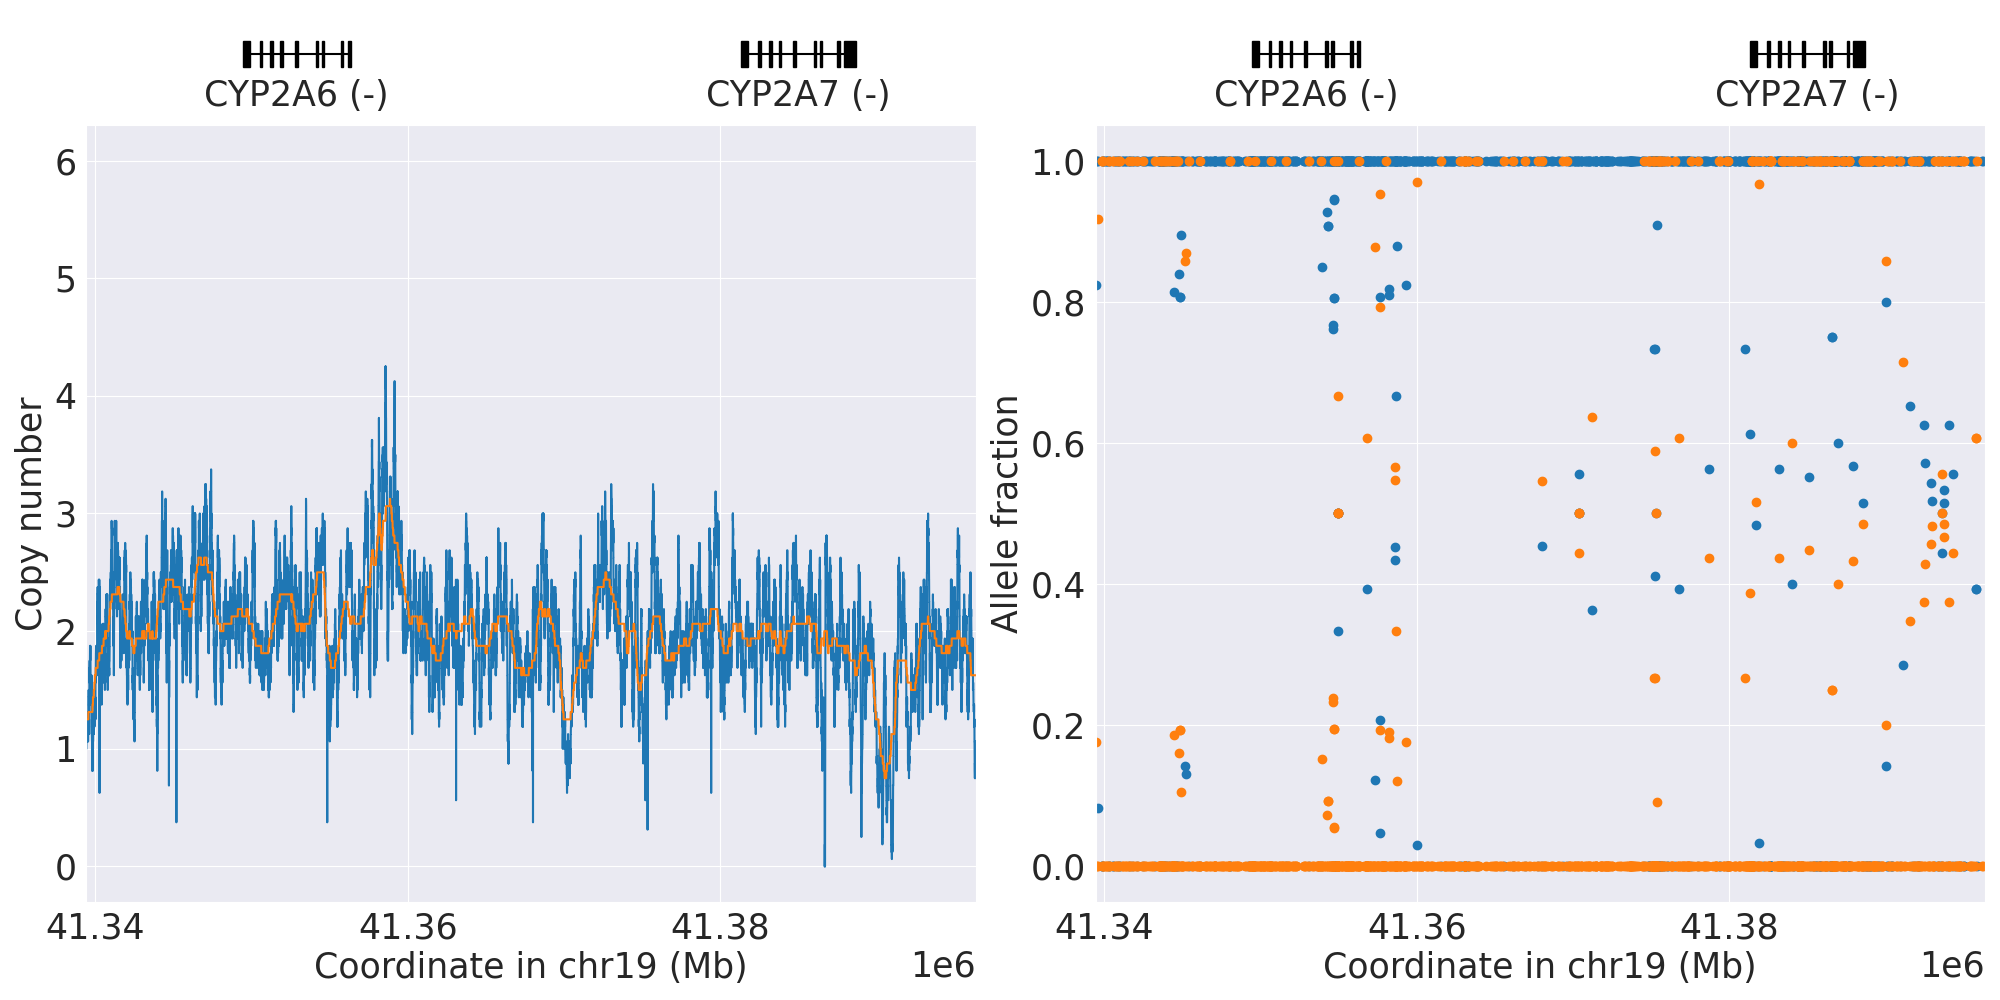 CYP2A6 (-) CYP2A7 (-)
CYP2A6 (-) CYP2A7 (-)
Copy number
6
5
4
3
2
1
0
41.34 41.36 41.38
Coordinate in chr19 (Mb) 1e6
Allele fraction
1.0
0.8
0.6
0.4
0.2
0.0
41.34 41.36 41.38
Coordinate in chr19 (Mb) 1e6